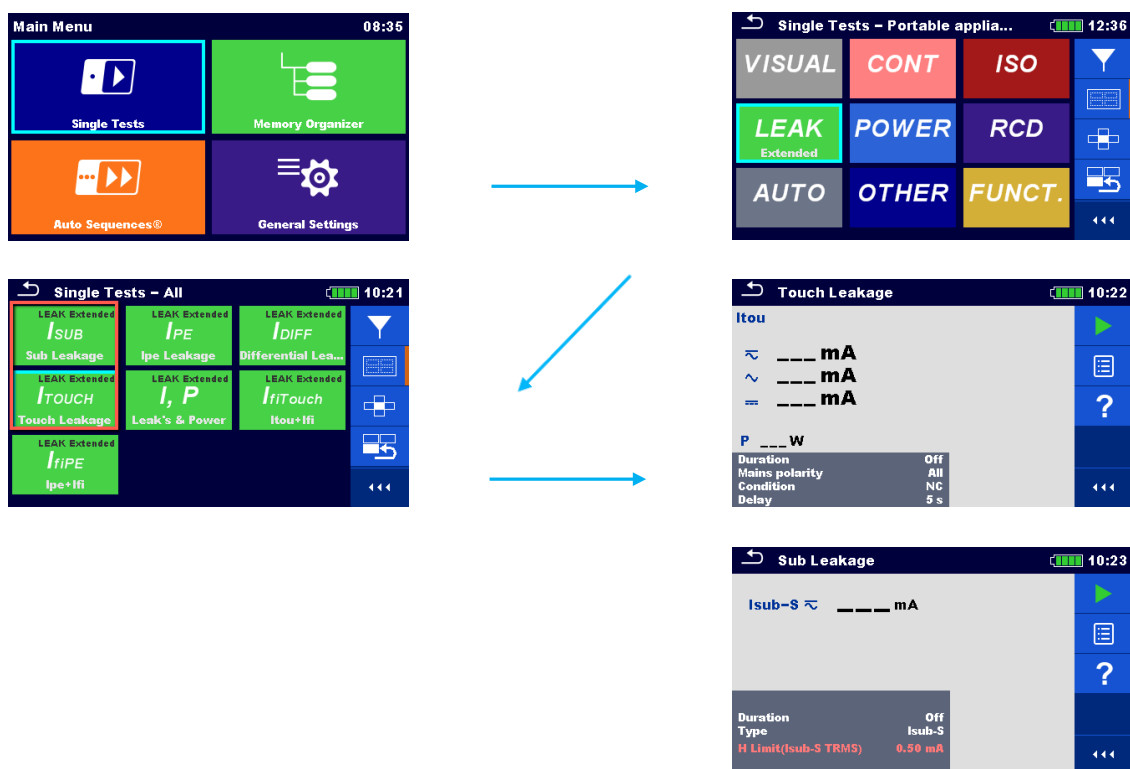 Main Menu 08:35
Single Tests
Memory Organizer
Auto Sequences®
General Settings
Single Tests – Portable applia... 12:36
VISUAL CONT ISO
LEAK POWER RCD
Extended
AUTO OTHER FUNCT.
Single Tests – All 10:21
LEAK Extended
ISUB
Sub Leakage
LEAK Extended
IPE
Ipe Leakage
LEAK Extended
IDIFF
Differential Lea...
LEAK Extended
ITOUCH
Touch Leakage
LEAK Extended
I, P
Leak's & Power
LEAK Extended
IfiTouch
Itou+Ifi
LEAK Extended
IfiPE
Ipe+Ifi
Touch Leakage 10:22
Itou
___ mA
___ mA
___ mA
P ___W
Duration Off
Mains polarity All
Condition NC
Delay 5 s
?
Sub Leakage 10:23
Isub-S ___ mA
Duration Off
Type Isub-S
H Limit(Isub-S TRMS) 0.50 mA
?